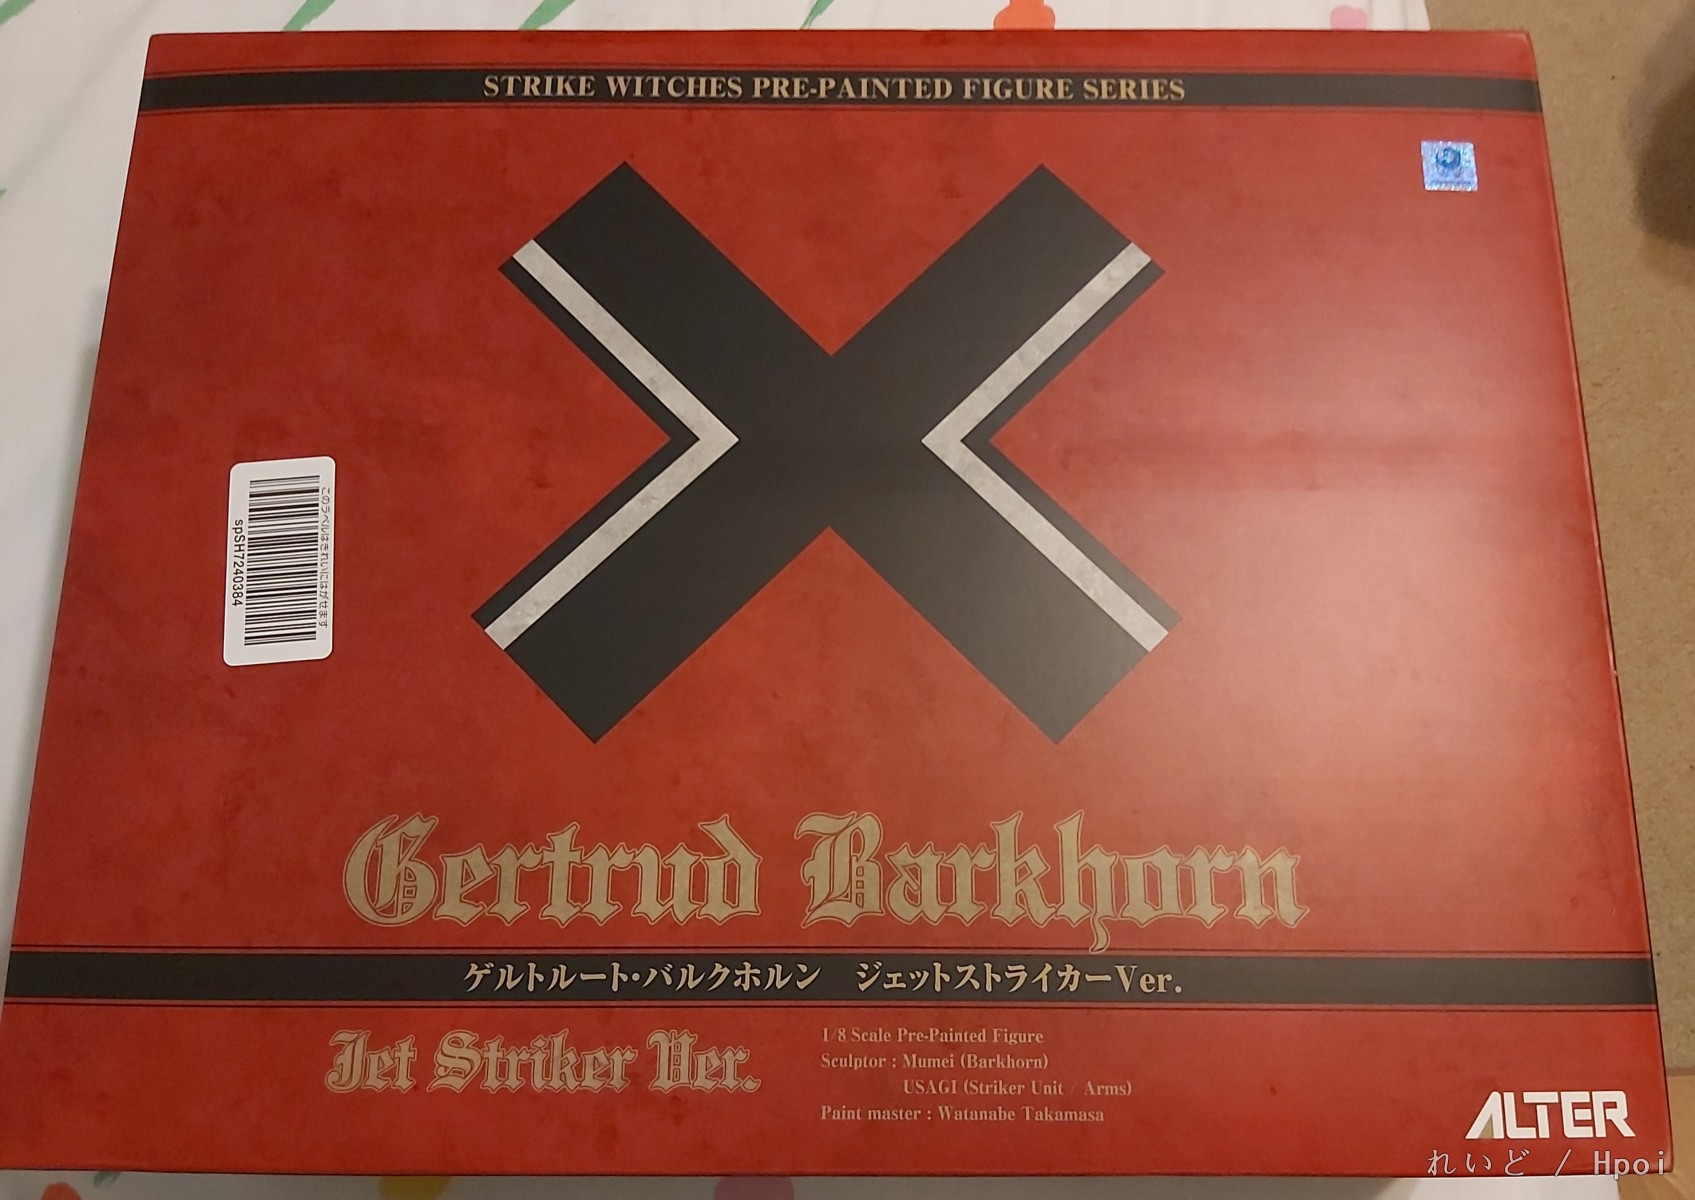 STRIKE WITCHES PRE-PAINTED FIGURE SERIES
このラベルはきれいにはがせます
spSH7240384
Gertrud Barkhorn
ゲルトルート・バルクホルン　ジェットストライカーVer.
Jet Striker Ver.
1/8 Scale Pre-Painted Figure
Sculptor : Mumei (Barkhorn)
USAGI (Striker Unit / Arms)
Paint master : Watanabe Takamasa
ALTER
れいど / Hpoi